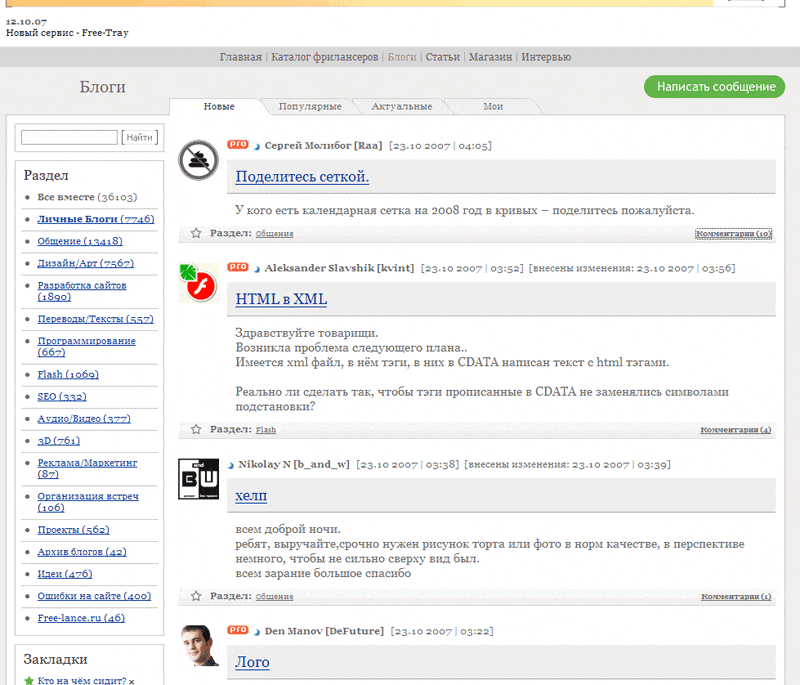 12.10.07
Новый сервис - Free-Tray
Главная | Каталог фрилансеров | Блоги | Статьи | Магазин | Интервью
Блоги
Написать сообщение
Новые Популярные Актуальные Мои
[Найти]
Раздел
Все вместе (36103)
Личные Блоги (7746)
Общение (13418)
Дизайн/Арт (7567)
Разработка сайтов
(1890)
Переводы/Тексты (557)
Программирование
(667)
Flash (1069)
SEO (332)
Аудио/Видео (377)
3D (761)
Реклама/Маркетинг
(87)
Организация встреч
(106)
Проекты (562)
Архив блогов (42)
Идеи (476)
Ошибки на сайте (400)
Free-lance.ru (46)
Закладки
Кто на чём сидит? x
pro Сергей Молибог [Raa] [23.10 2007 | 04:05]
Поделитесь сеткой.
У кого есть календарная сетка на 2008 год в кривых – поделитесь пожалуйста.
Раздел: Общение Комментарии (10)
pro Aleksander Slavshik [kvint] [23.10 2007 | 03:52] [внесены изменения: 23.10 2007 | 03:56]
HTML в XML
Здравствуйте товарищи.
Возникла проблема следующего плана..
Имеется xml файл, в нём тэги, в них в CDATA написан текст с html тэгами.
Реально ли сделать так, чтобы тэги прописанные в CDATA не заменялись символами
подстановки?
Раздел: Flash Комментарии (4)
and
BW
Nikolay N [b_and_w] [23.10 2007 | 03:38] [внесены изменения: 23.10 2007 | 03:39]
хелп
всем доброй ночи.
ребят, выручайте,срочно нужен рисунок торта или фото в норм качестве, в перспективе
немного, чтобы не сильно сверху вид был.
всем зарание большое спасибо
Раздел: Общение Комментарии (1)
pro Den Manov [DeFuture] [23.10 2007 | 03:22]
Лого